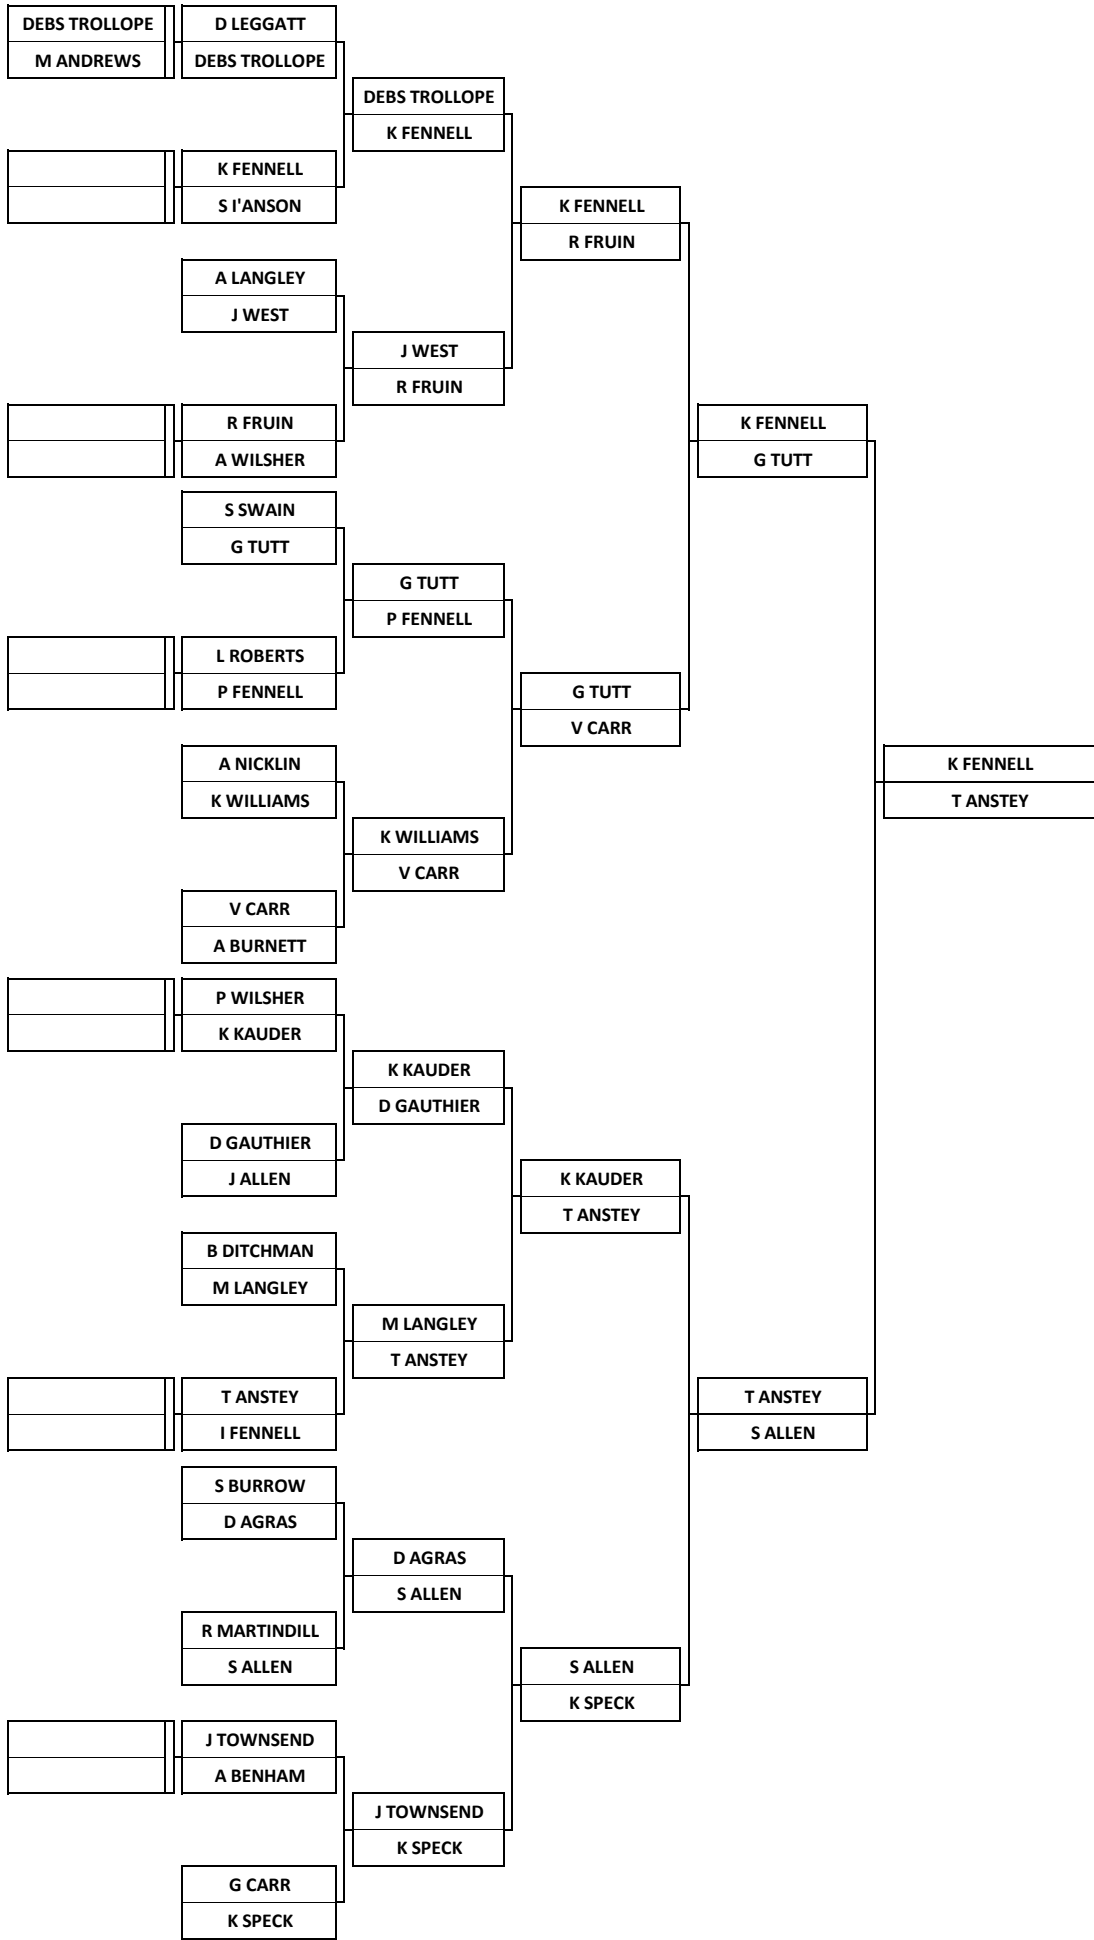 DEBS TROLLOPE
M ANDREWS
D LEGGATT
DEBS TROLLOPE
K FENNELL
S I'ANSON
A LANGLEY
J WEST
R FRUIN
A WILSHER
S SWAIN
G TUTT
L ROBERTS
P FENNELL
A NICKLIN
K WILLIAMS
V CARR
A BURNETT
P WILSHER
K KAUDER
D GAUTHIER
J ALLEN
B DITCHMAN
M LANGLEY
T ANSTEY
I FENNELL
S BURROW
D AGRAS
R MARTINDILL
S ALLEN
J TOWNSEND
A BENHAM
G CARR
K SPECK
DEBS TROLLOPE
K FENNELL
J WEST
R FRUIN
G TUTT
P FENNELL
K WILLIAMS
V CARR
K KAUDER
D GAUTHIER
M LANGLEY
T ANSTEY
D AGRAS
S ALLEN
J TOWNSEND
K SPECK
K FENNELL
R FRUIN
G TUTT
V CARR
K KAUDER
T ANSTEY
S ALLEN
K SPECK
K FENNELL
G TUTT
T ANSTEY
S ALLEN
K FENNELL
T ANSTEY